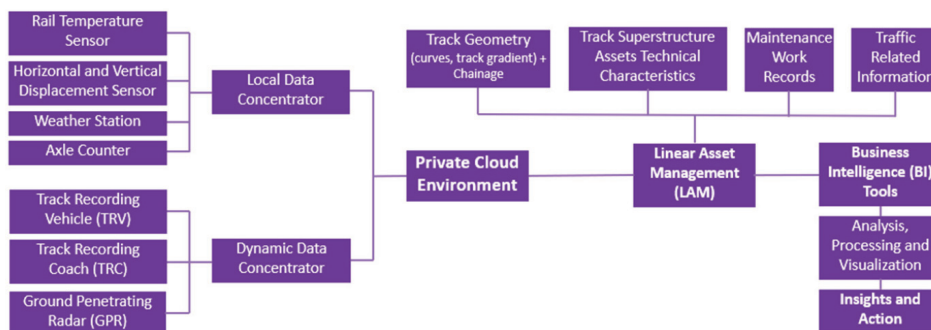 Rail Temperature
Sensor
Horizontal and Vertical
Displacement Sensor
Weather Station
Axle Counter
Local Data
Concentrator
Track Recording
Vehicle (TRV)
Track Recording
Coach (TRC)
Ground Penetrating
Radar (GPR)
Dynamic Data
Concentrator
Private Cloud
Environment
Track Geometry
(curves, track gradient) +
Chainage
Track Superstructure
Assets Technical
Characteristics
Maintenance
Work
Records
Traffic
Related
Information
Linear Asset
Management
(LAM)
Business
Intelligence (BI)
Tools
Analysis,
Processing and
Visualization
Insights and
Action